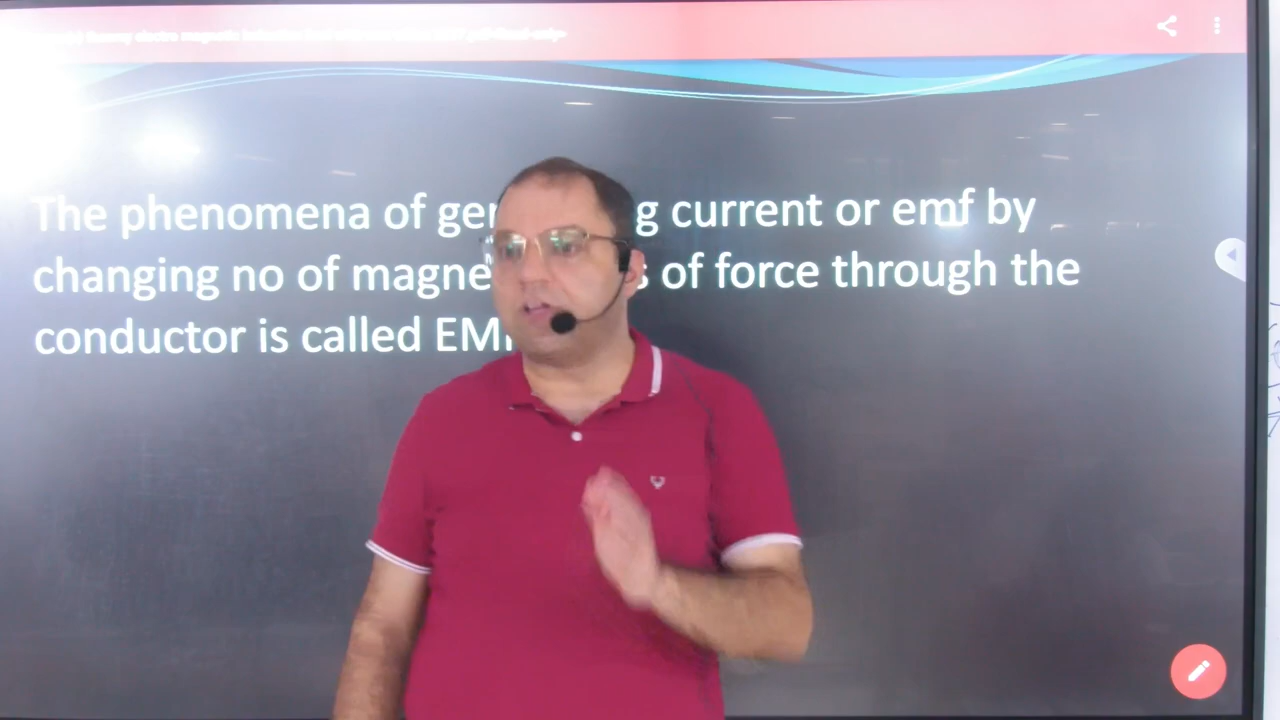 The phenomena of gen g current or emf by
changing no of magne s of force through the
conductor is called EM